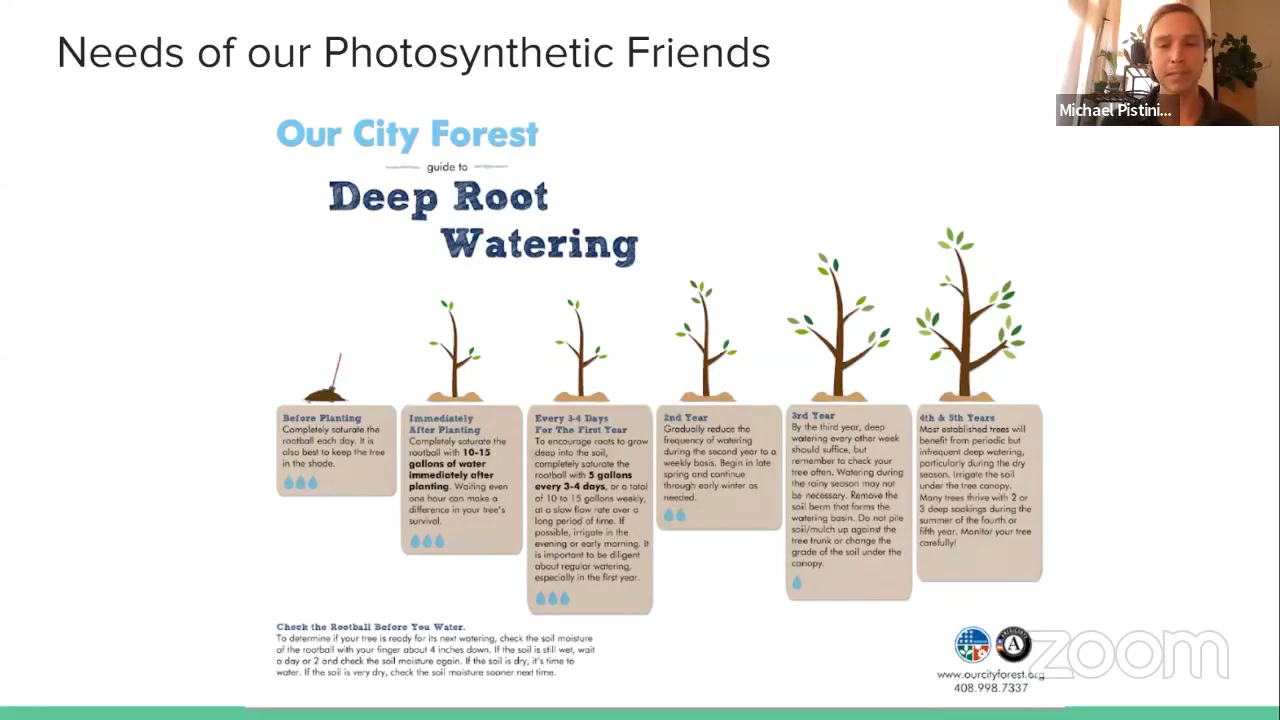 Needs of our Photosynthetic Friends
Michael Pistini...
Our City Forest
guide to
Deep Root
Watering
Before Planting
Completely saturate the
rootball each day. It is
also best to keep the tree
in the shade.
Immediately
After Planting
Completely saturate the
rootball with 10-15
gallons of water
immediately after
planting. Waiting even
one hour can make a
difference in your tree's
survival.
Every 3-4 Days
For The First Year
To encourage roots to grow
deep into the soil,
completely saturate the
rootball with 5 gallons
every 3-4 days, or a total
of 10 to 15 gallons weekly,
at a slow flow rate over a
long period of time. If
possible, irrigate in the
evening or early morning. It
is important to be diligent
about regular watering,
especially in the first year.
2nd Year
Gradually reduce the
frequency of watering
during the second year to a
weekly basis. Begin in late
spring and continue
through early winter as
needed.
3rd Year
By the third year, deep
watering every other week
should suffice, but
remember to check your
tree often. Watering during
the rainy season may not
be necessary. Remove the
soil berm that forms the
watering basin. Do not pile
soil/mulch up against the
tree trunk or change the
grade of the soil under the
canopy.
4th & 5th Years
Most established trees will
benefit from periodic but
infrequent deep watering,
particularly during the dry
season. Irrigate the soil
under the tree canopy.
Many trees thrive with 2 or
3 deep soakings during the
summer of the fourth or
fifth year. Monitor your tree
carefully!
Check the Rootball Before You Water.
To determine if your tree is ready for its next watering, check the soil moisture
of the rootball with your finger about 4 inches down. If the soil is still wet, wait
a day or 2 and check the soil moisture again. If the soil is dry, it's time to
water. If the soil is very dry, check the soil moisture sooner next time.
A
zoom
www.ourcityforest.org
408.998.7337